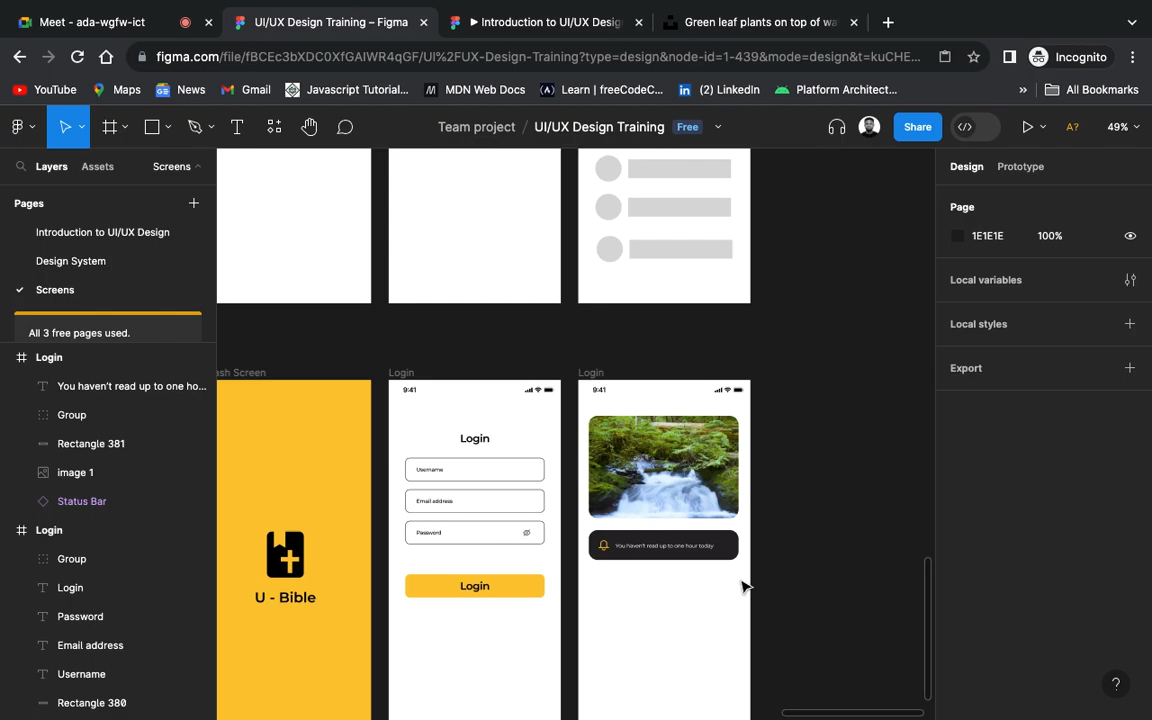 Meet - ada-wgfw-ict
UI/UX Design Training – Figma
Introduction to UI/UX Desig
Green leaf plants on top of wa
figma.com/file/fBCEc3bXDC0XfGAIWR4qGF/UI%2FUX-Design-Training?type=design&node-id=1-439&mode=design&t=kuCHE...
Incognito
YouTube
Maps
News
Gmail
Javascript Tutorial...
MDN Web Docs
Learn | freeCodeC...
(2) LinkedIn
Platform Architect...
»
All Bookmarks
Team project / UI/UX Design Training
Free
Share
A?
49%
Layers
Assets
Screens
Design
Prototype
Pages
Introduction to UI/UX Design
Design System
Screens
All 3 free pages used.
Login
You haven't read up to one ho...
Group
Rectangle 381
image 1
Status Bar
Login
Group
Login
Password
Email address
Username
Rectangle 380
ash Screen
U - Bible
Login
9:41
Login
Username
Email address
Password
Login
Login
9:41
You haven't read up to one hour today
Page
1E1E1E
100%
Local variables
Local styles
Export
?